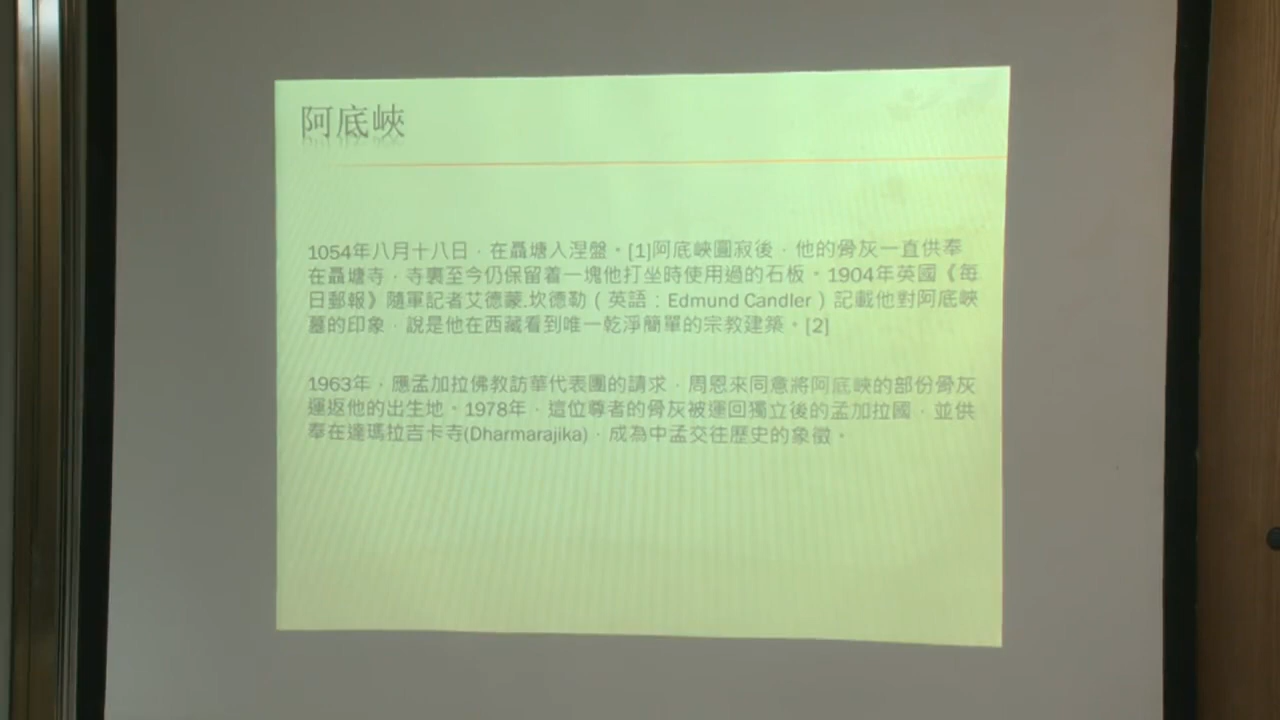 阿底峽
1054年八月十八日，在聶塘入涅盤。[1]阿底峽圓寂後，他的骨灰一直供奉
在聶塘寺，寺裏至今仍保留着一塊他打坐時使用過的石板。1904年英國《每
日郵報》隨軍記者艾德蒙.坎德勒（英語：Edmund Candler）記載他對阿底峽
墓的印象，說是他在西藏看到唯一乾淨簡單的宗教建築。[2]
1963年，應孟加拉佛教訪華代表團的請求，周恩來同意將阿底峽的部份骨灰
運返他的出生地。1978年，這位尊者的骨灰被運回獨立後的孟加拉國，並供
奉在達瑪拉吉卡寺(Dharmarajika)，成為中孟交往歷史的象徵。